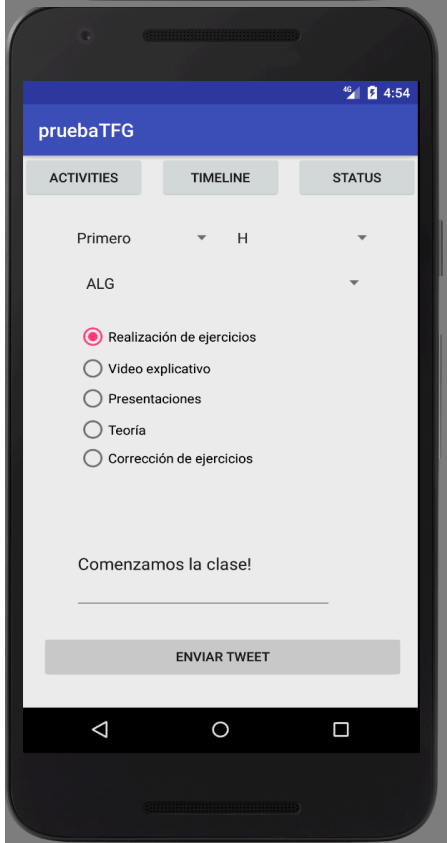 4G 4:54
pruebaTFG
ACTIVITIES TIMELINE STATUS
Primero H
ALG
Realización de ejercicios
Video explicativo
Presentaciones
Teoría
Corrección de ejercicios
Comenzamos la clase!
ENVIAR TWEET